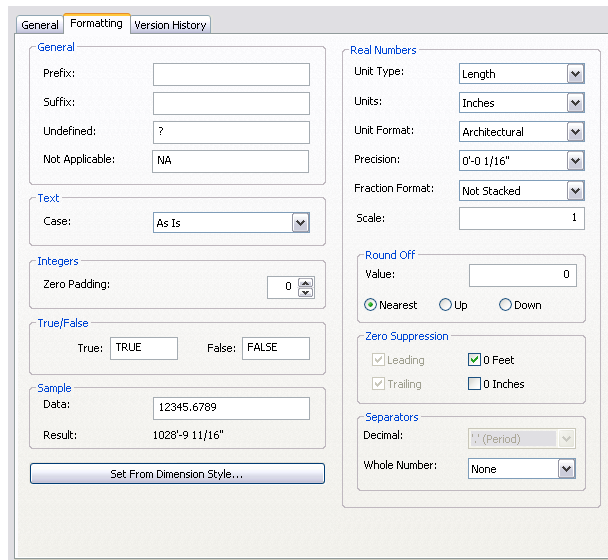 General Formatting Version History
General
Prefix:
Suffix:
Undefined: ?
Not Applicable: NA
Text
Case: As Is
Integers
Zero Padding: 0
True/False
True: TRUE False: FALSE
Sample
Data: 12345.6789
Result: 1028'-9 11/16"
Set From Dimension Style...
Real Numbers
Unit Type: Length
Units: Inches
Unit Format: Architectural
Precision: 0'-0 1/16"
Fraction Format: Not Stacked
Scale: 1
Round Off
Value: 0
Nearest Up Down
Zero Suppression
Leading 0 Feet
Trailing 0 Inches
Separators
Decimal: '.' (Period)
Whole Number: None